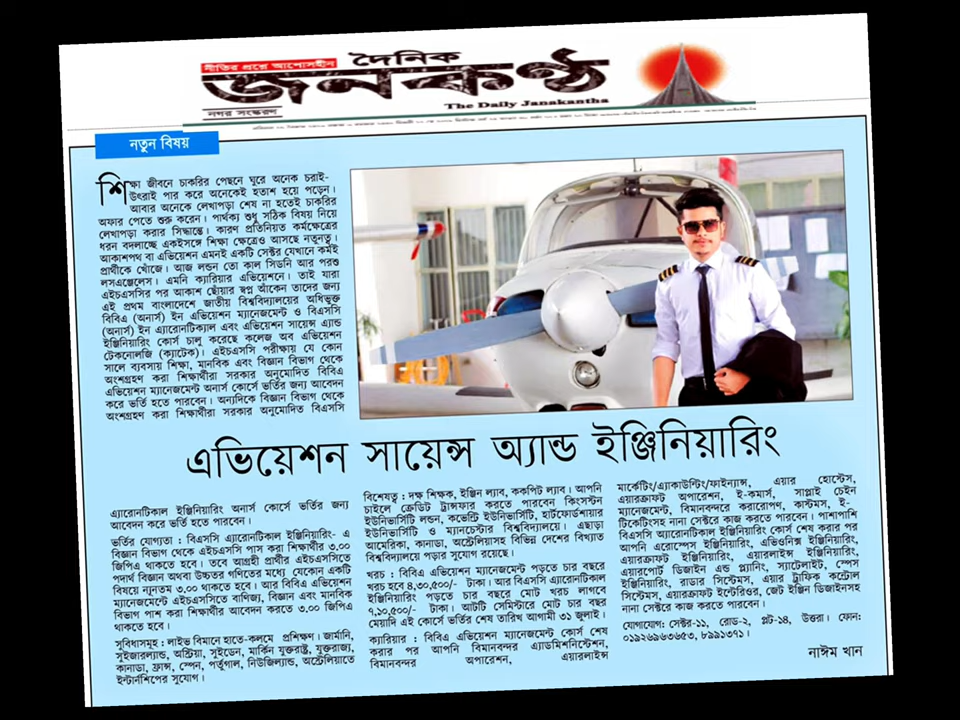 নীতির প্রশ্নে আপোসহীন
দৈনিক
জনকণ্ঠ
The Daily Janakantha
নগর সংস্করণ
নতুন বিষয়
শিক্ষা জীবনে চাকরির পেছনে ঘুরে অনেক চরাই-
উৎরাই পার করে অনেকেই হতাশ হয়ে পড়েন।
আবার অনেকে লেখাপড়া শেষ না হতেই চাকরির
অফার পেতে শুরু করেন। পার্থক্য শুধু সঠিক বিষয় নিয়ে
লেখাপড়া করার সিদ্ধান্তে। কারণ প্রতিনিয়ত কর্মক্ষেত্রের
ধরন বদলাচ্ছে একইসঙ্গে শিক্ষা ক্ষেত্রেও আসছে নতুনত্ব।
আকাশপথ বা এভিয়েশন এমনই একটি সেক্টর যেখানে কর্মই
প্রার্থীকে খোঁজে। আজ লন্ডন তো কাল সিডনি আর পরশু
লসএঞ্জেলেস। এমনি ক্যারিয়ার এভিয়েশনে। তাই যারা
এইচএসসির পর আকাশ ছোঁয়ার স্বপ্ন আঁকেন তাদের জন্য
এই প্রথম বাংলাদেশে জাতীয় বিশ্ববিদ্যালয়ের অধিভুক্ত
বিবিএ (অনার্স) ইন এভিয়েশন ম্যানেজমেন্ট ও বিএসসি
(অনার্স) ইন এ্যারোনটিক্যাল এবং এভিয়েশন সায়েন্স এ্যান্ড
ইঞ্জিনিয়ারিং কোর্স চালু করেছে কলেজ অব এভিয়েশন
টেকনোলজি (ক্যাটেক)। এইচএসসি পরীক্ষায় যে কোন
সালে ব্যবসায় শিক্ষা, মানবিক এবং বিজ্ঞান বিভাগ থেকে
অংশগ্রহণ করা শিক্ষার্থীরা সরকার অনুমোদিত বিবিএ
এভিয়েশন ম্যানেজমেন্ট অনার্স কোর্সে ভর্তির জন্য আবেদন
করে ভর্তি হতে পারবেন। অন্যদিকে বিজ্ঞান বিভাগ থেকে
অংশগ্রহণ করা শিক্ষার্থীরা সরকার অনুমোদিত বিএসসি
এভিয়েশন সায়েন্স অ্যান্ড ইঞ্জিনিয়ারিং
এ্যারোনটিকাল ইঞ্জিনিয়ারিং অনার্স কোর্সে ভর্তির জন্য
আবেদন করে ভর্তি হতে পারবেন।
ভর্তির যোগ্যতা : বিএসসি এ্যারোনটিকাল ইঞ্জিনিয়ারিং- এ
বিজ্ঞান বিভাগ থেকে এইচএসসি পাস করা শিক্ষার্থীর ৩.০০
জিপিএ থাকতে হবে। তবে আগ্রহী প্রার্থীর এইচএসসিতে
পদার্থ বিজ্ঞান অথবা উচ্চতর গণিতের মধ্যে যেকোন একটি
বিষয়ে ন্যূনতম ৩.০০ থাকতে হবে। আর বিবিএ এভিয়েশন
ম্যানেজমেন্টে এইচএসসিতে বাণিজ্য, বিজ্ঞান এবং মানবিক
বিভাগ পাশ করা শিক্ষার্থীর আবেদন করতে ৩.০০ জিপিএ
থাকতে হবে।
সুবিধাসমূহ : লাইভ বিমানে হাতে-কলমে প্রশিক্ষণ। জার্মানি,
সুইজারল্যান্ড, অস্ট্রিয়া, সুইডেন, মার্কিন যুক্তরাষ্ট্র, যুক্তরাজ্য,
কানাডা, ফ্রান্স, স্পেন, পর্তুগাল, নিউজিল্যান্ড, অস্ট্রেলিয়াতে
ইন্টার্নশিপের সুযোগ।
বিশেষত্ব : দক্ষ শিক্ষক, ইঞ্জিন ল্যাব, ককপিট ল্যাব। আপনি
চাইলে ক্রেডিট ট্রান্সফার করতে পারবেন কিংসস্টন
ইউনিভার্সিটি লন্ডন, কভেন্ট্রি ইউনিভার্সিটি, হার্টফোর্ডশায়ার
ইউনিভার্সিটি ও ম্যানচেস্টার বিশ্ববিদ্যালয়ে। এছাড়া
আমেরিকা, কানাডা, অস্ট্রেলিয়াসহ বিভিন্ন দেশের বিখ্যাত
বিশ্ববিদ্যালয়ে পড়ার সুযোগ রয়েছে।
খরচ : বিবিএ এভিয়েশন ম্যানেজমেন্ট পড়তে চার বছরে
খরচ হবে ৪,৩০,৫০০/- টাকা। আর বিএসসি এ্যারোনটিকাল
ইঞ্জিনিয়ারিং পড়তে চার বছরে মোট খরচ লাগবে
৭,১০,৫০০/- টাকা। আটটি সেমিস্টারে মোট চার বছর
মেয়াদি এই কোর্সে ভর্তির শেষ তারিখ আগামী ৩১ জুলাই।
ক্যারিয়ার : বিবিএ এভিয়েশন ম্যানেজমেন্ট কোর্স শেষ
করার পর আপনি বিমানবন্দর এ্যাডমিনিস্টেশন,
বিমানবন্দর অপারেশন, এয়ারলাইন্স
মার্কেটিং/এ্যাকাউন্টিং/ফাইন্যান্স, এয়ার হোস্টেস,
এয়ারক্রাফট অপারেশন, ই-কমার্স, সাপ্লাই চেইন
ম্যানেজমেন্ট, বিমানবন্দরে করারোপণ, কাস্টমস, ই-
টিকেটিংসহ নানা সেক্টরে কাজ করতে পারবেন। পাশাপাশি
বিএসসি অ্যারোনটিকাল ইঞ্জিনিয়ারিং কোর্স শেষ করার পর
আপনি এরোস্পেস ইঞ্জিনিয়ারিং, এভিওনিক্স ইঞ্জিনিয়ারিং,
এয়ারক্রাফট ইঞ্জিনিয়ারিং, এয়ারলাইন্স ইঞ্জিনিয়ারিং,
এয়ারপোর্ট ডিজাইন এন্ড প্ল্যানিং, স্যাটেলাইট, স্পেস
ইঞ্জিনিয়ারিং, রাডার সিস্টেমস, এয়ার ট্রাফিক কন্ট্রোল
সিস্টেমস, এয়ারক্রাফট ইন্টেরিওর, জেট ইঞ্জিন ডিজাইনসহ
নানা সেক্টরে কাজ করতে পারবেন।
যোগাযোগ: সেক্টর-১১, রোড-২, প্লট-১৪, উত্তরা। ফোন:
০১৯২৬৯৬৩৬৫৩, ৮৯৯১৩৭১।
নাঈম খান